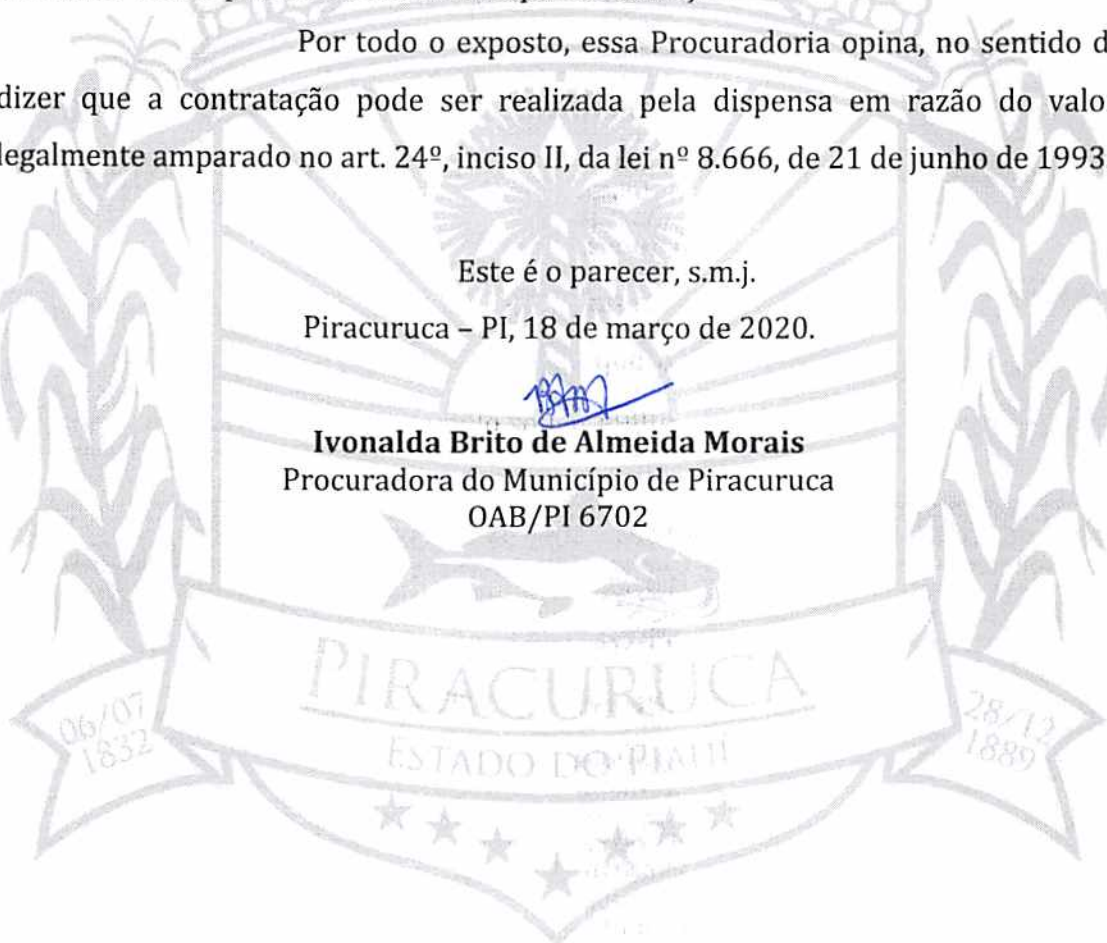 Por todo o exposto, essa Procuradoria opina, no sentido d
dizer que a contratação pode ser realizada pela dispensa em razão do valo
legalmente amparado no art. 24º, inciso II, da lei nº 8.666, de 21 de junho de 1993
Este é o parecer, s.m.j.
Piracuruca – PI, 18 de março de 2020.
Ivonalda Brito de Almeida Morais
Procuradora do Município de Piracuruca
OAB/PI 6702
PIRACURUCA
06/07
1832
28/12
1889
ESTADO DO PIAUÍ